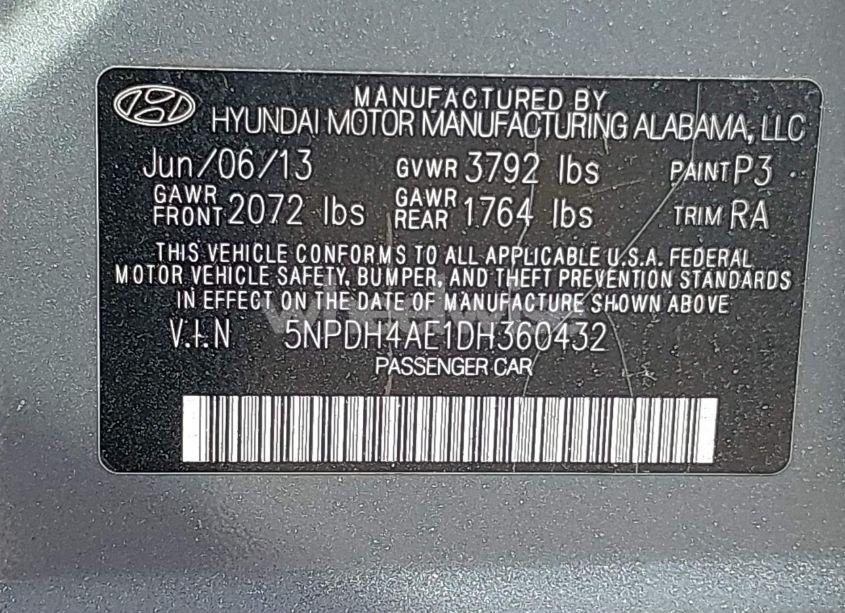 MANUFACTURED BY
HYUNDAI MOTOR MANUFACTURING ALABAMA, LLC
Jun/06/13 GVWR 3792 lbs PAINT P3
GAWR FRONT 2072 lbs GAWR REAR 1764 lbs TRIM RA
THIS VEHICLE CONFORMS TO ALL APPLICABLE U.S.A. FEDERAL
MOTOR VEHICLE SAFETY, BUMPER, AND THEFT PREVENTION STANDARDS
IN EFFECT ON THE DATE OF MANUFACTURE SHOWN ABOVE
V.I.N 5NPDH4AE1DH360432
PASSENGER CAR